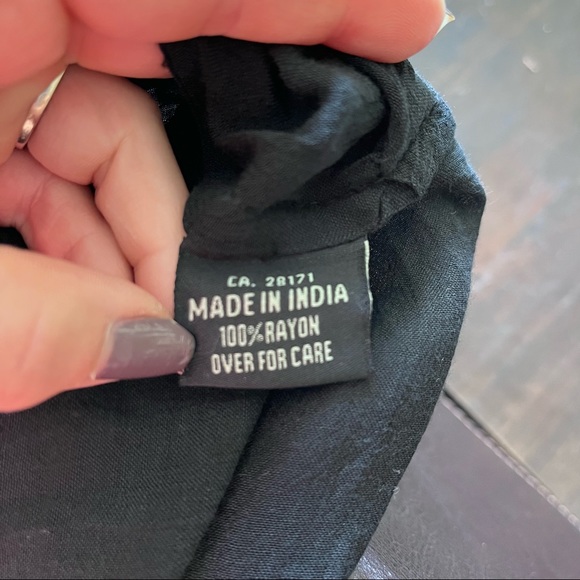 CA. 28171
MADE IN INDIA
100% RAYON
OVER FOR CARE